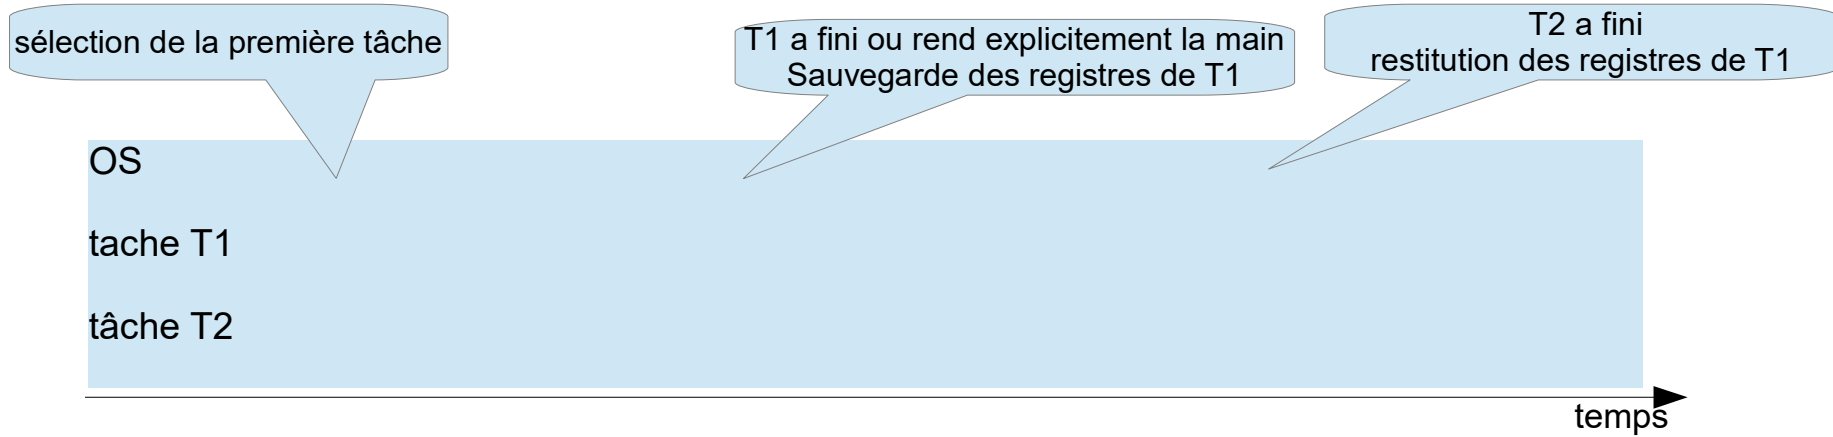 sélection de la première tâche
T1 a fini ou rend explicitement la main
Sauvegarde des registres de T1
T2 a fini
restitution des registres de T1
OS
tache T1
tâche T2
temps